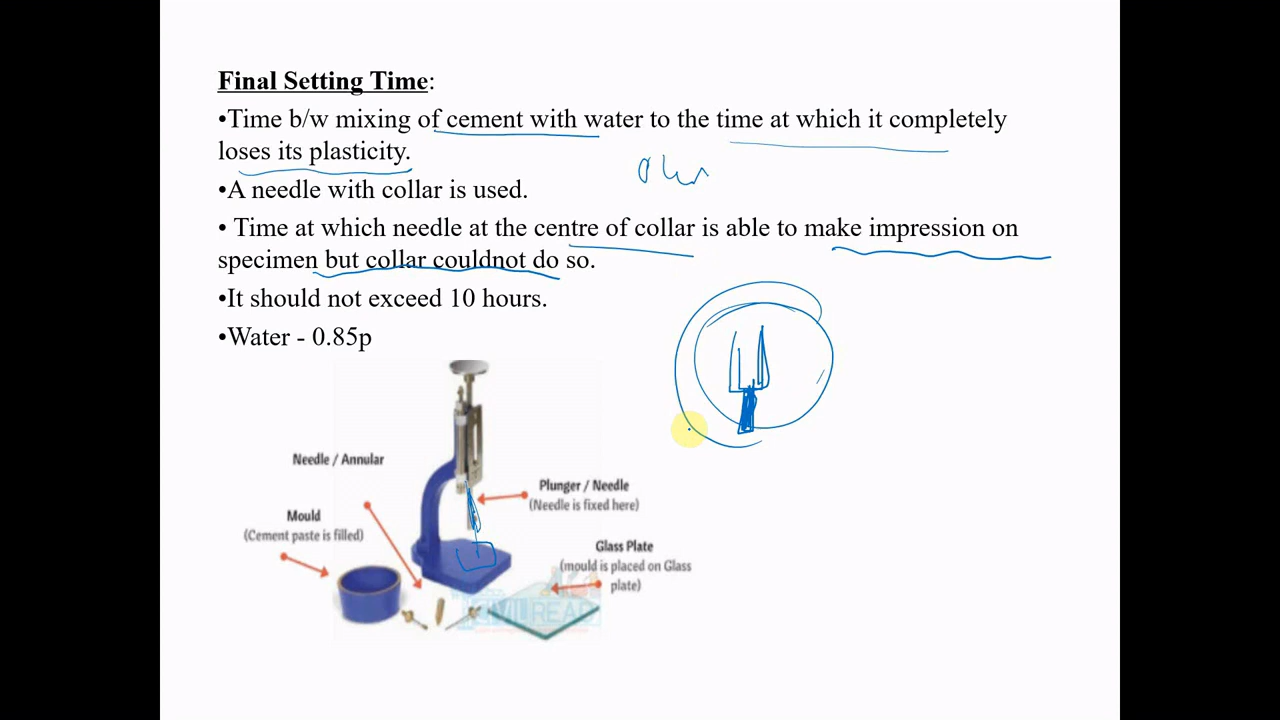 Final Setting Time:
•Time b/w mixing of cement with water to the time at which it completely
loses its plasticity.
•A needle with collar is used.
• Time at which needle at the centre of collar is able to make impression on
specimen but collar couldnot do so.
•It should not exceed 10 hours.
•Water - 0.85p
Needle / Annular
Plunger / Needle
(Needle is fixed here)
Mould
(Cement paste is filled)
Glass Plate
(mould is placed on Glass
plate)
CIVIL READ